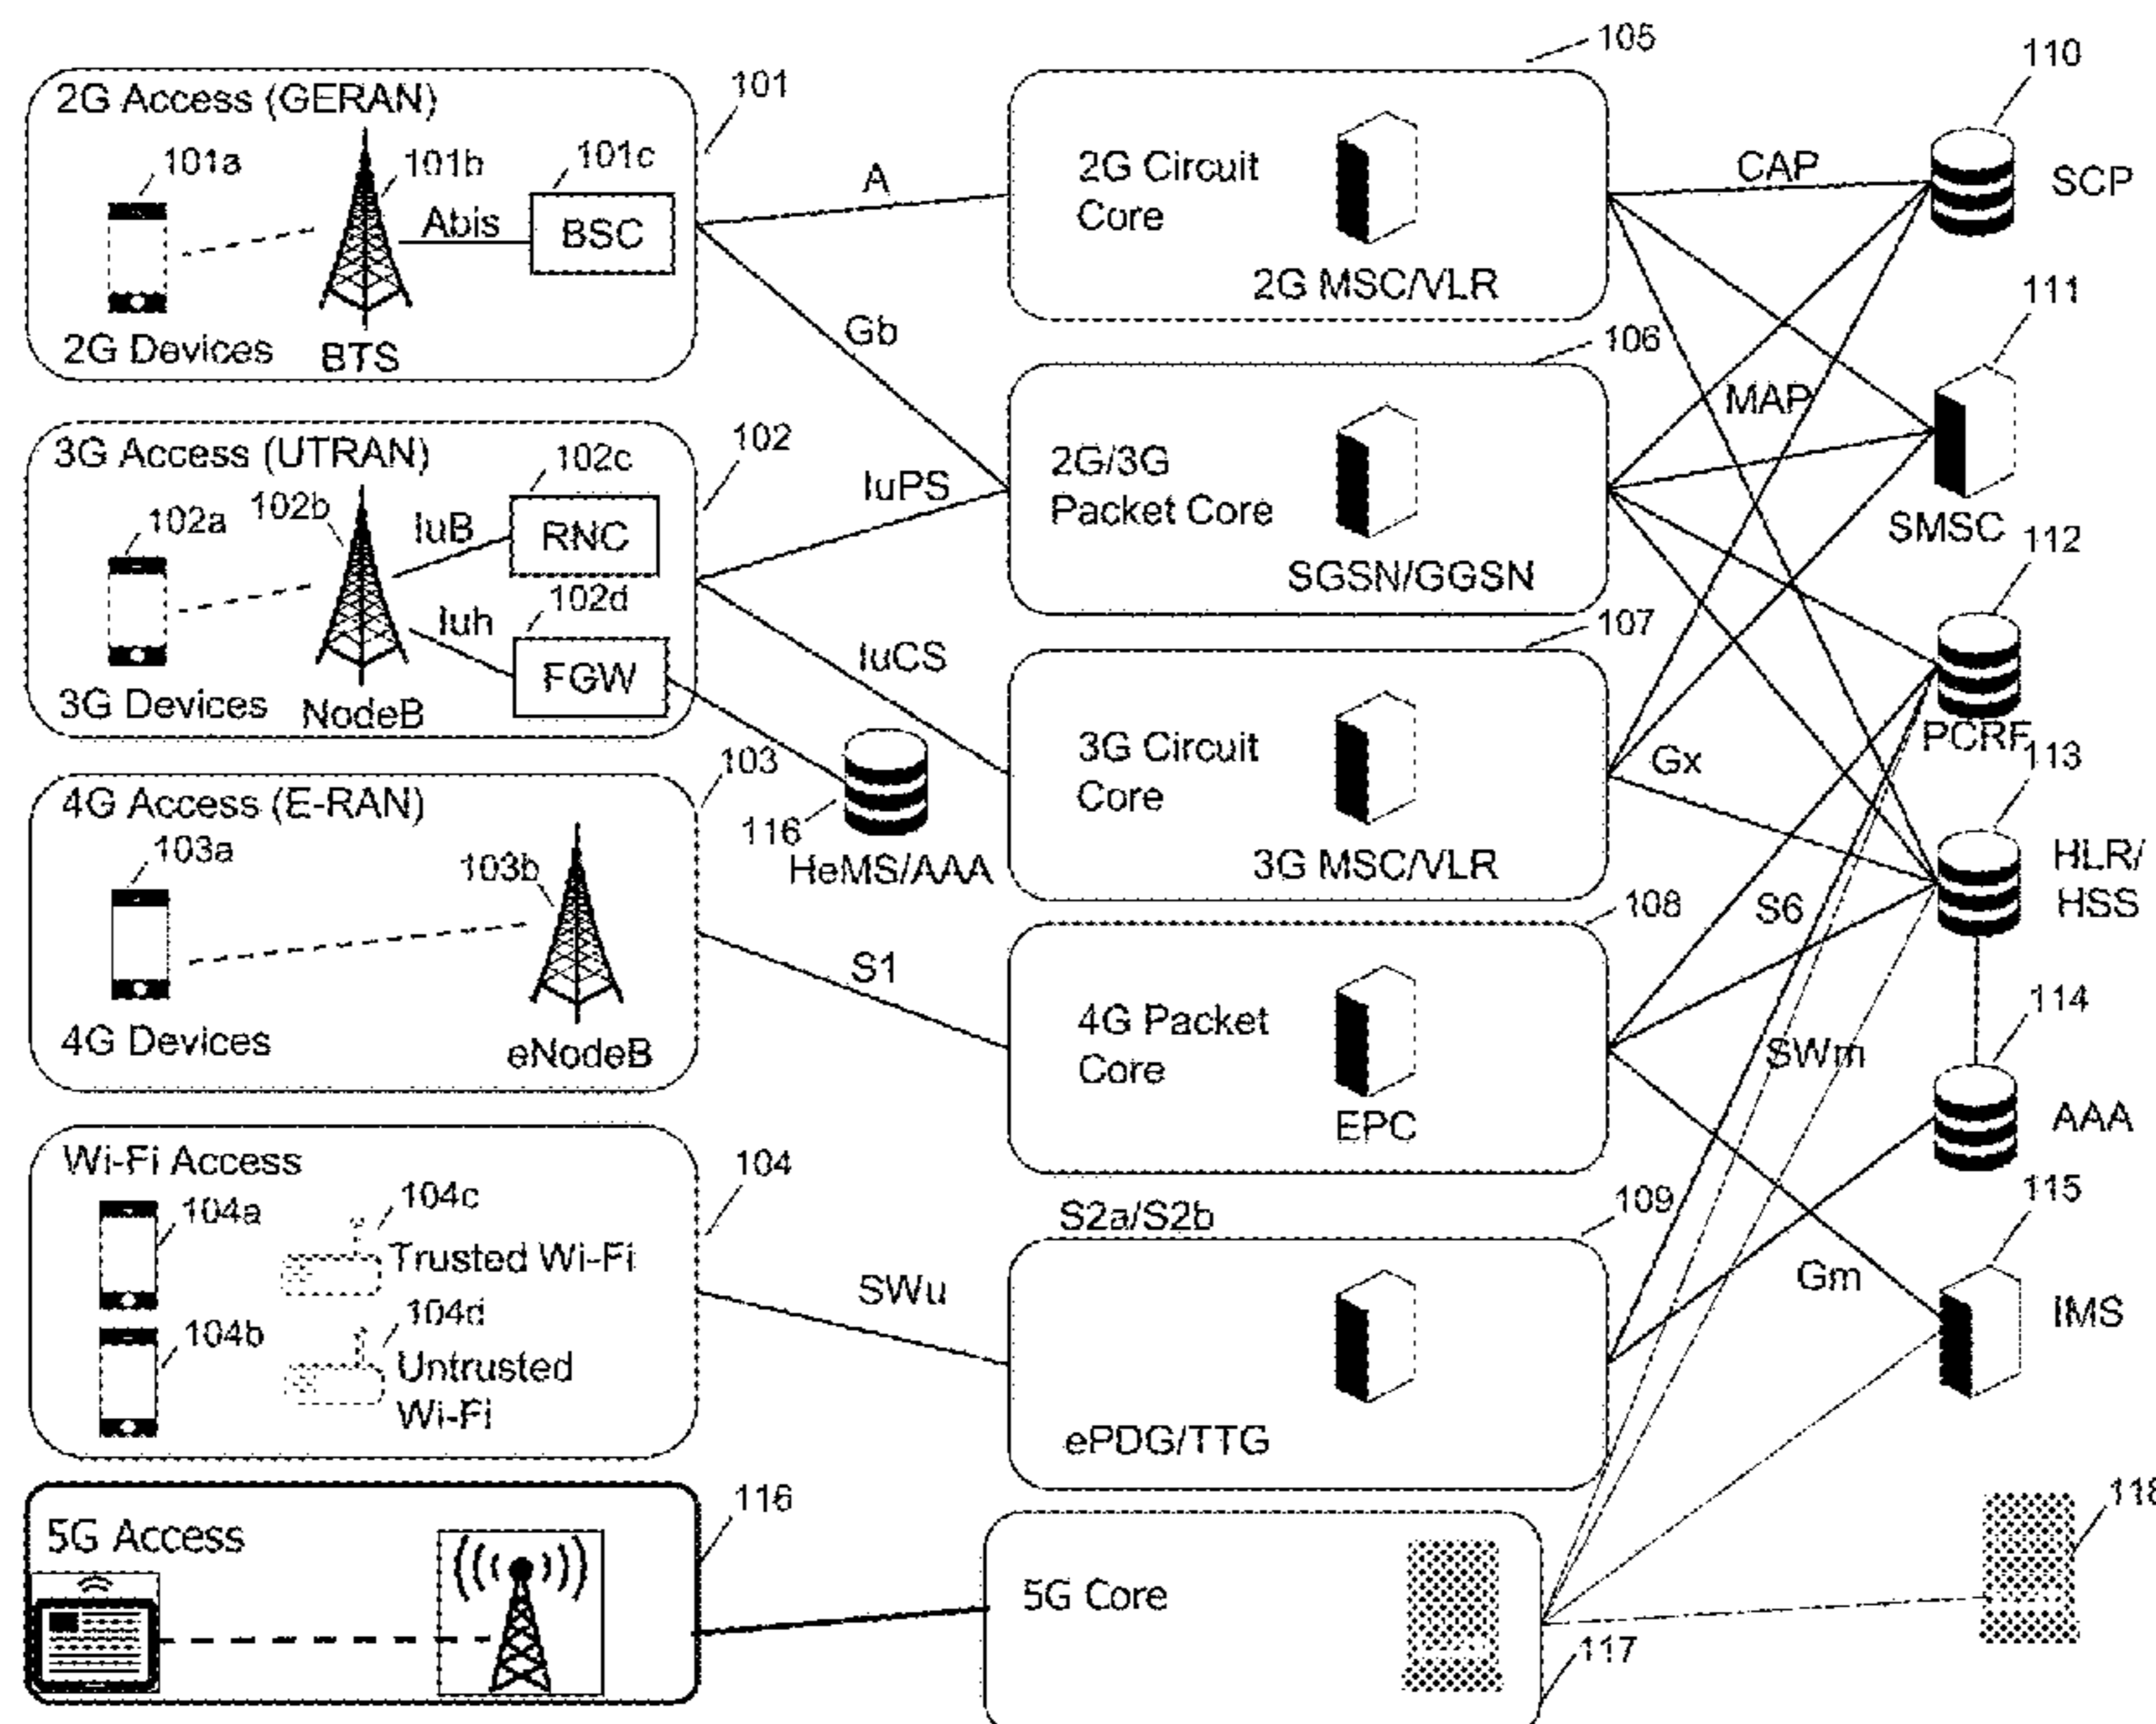 2G Access (GERAN)
101
101a
101b
101c
Abis
BSC
2G Devices
BTS
A
Gb
105
2G Circuit
Core
2G MSC/VLR
CAP
110
SCP
3G Access (UTRAN)
102
102a
102b
102c
IuB
RNC
102d
Iuh
FGW
3G Devices
NodeB
IuPS
IuCS
106
2G/3G
Packet Core
SGSN/GGSN
MAP
111
SMSC
112
PCRF
107
3G Circuit
Core
3G MSC/VLR
Gx
113
HLR/
HSS
116
HeMS/AAA
4G Access (E-RAN)
103
103a
103b
4G Devices
eNodeB
S1
108
4G Packet
Core
EPC
S6
SWm
114
AAA
Wi-Fi Access
104
104a
104c
Trusted Wi-Fi
104b
104d
Untrusted
Wi-Fi
SWu
S2a/S2b
109
ePDG/TTG
Gm
115
IMS
5G Access
116
5G Core
117
118